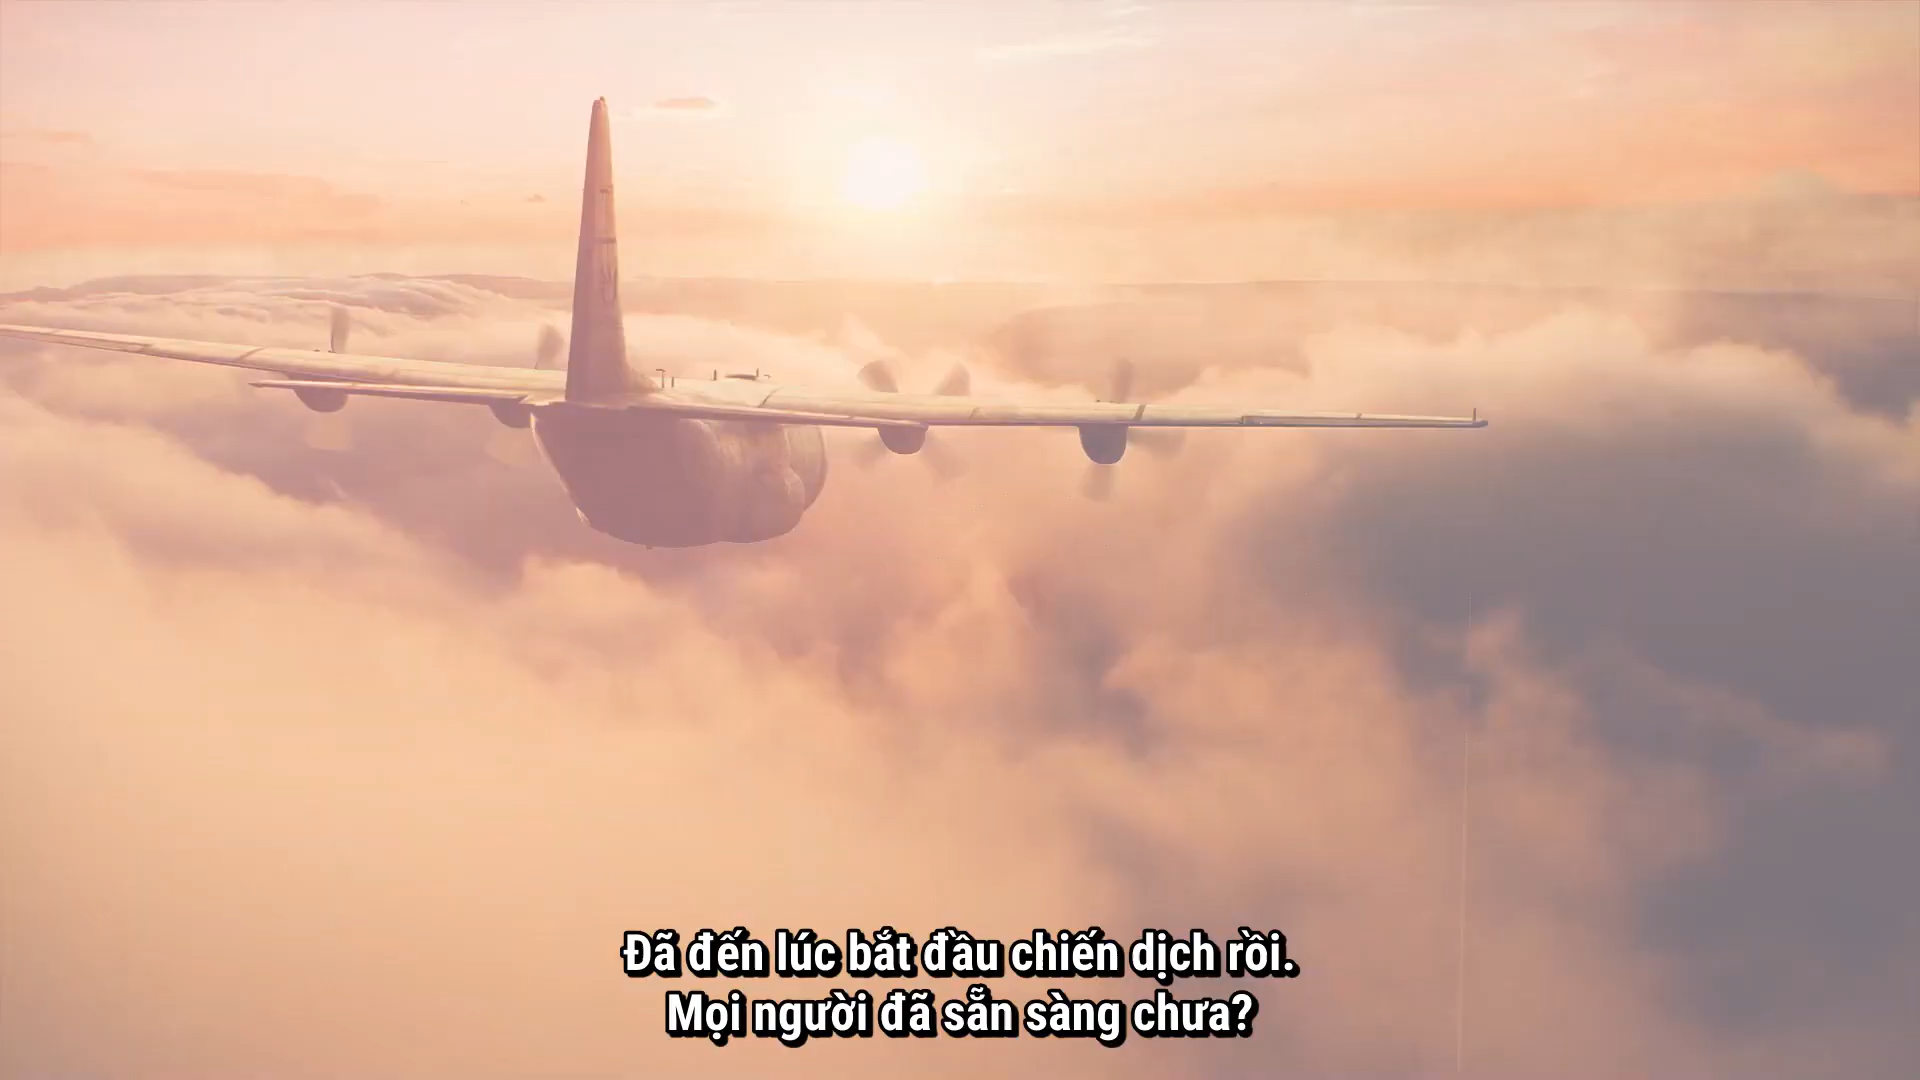 Đã đến lúc bắt đầu chiến dịch rồi.
Mọi người đã sẵn sàng chưa?